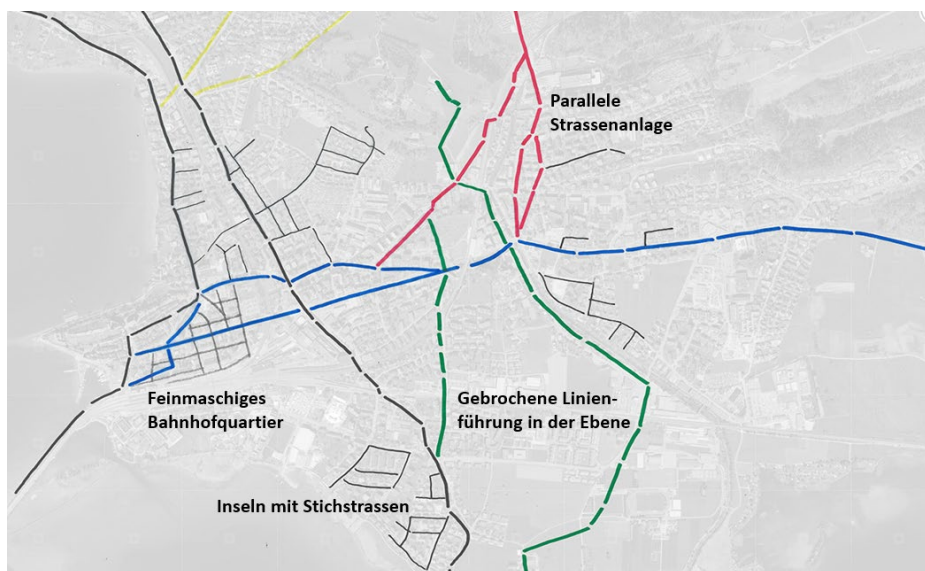 Parallele
Strassenanlage
Feinmaschiges
Bahnhofquartier
Gebrochene Linien-
führung in der Ebene
Inseln mit Stichstrassen